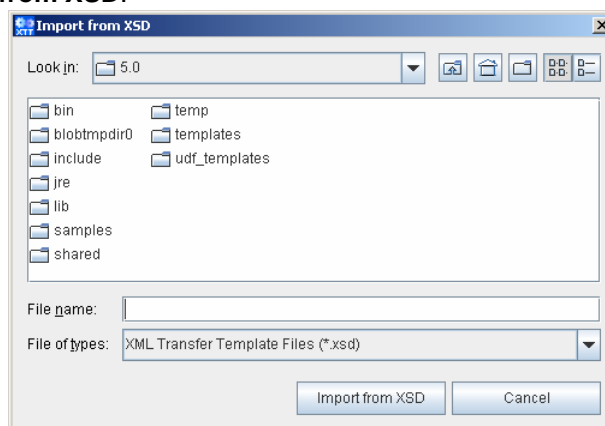 from XSD.
XTT Import from XSD
Look in: 5.0
bin temp
blobtmpdir0 templates
include udf_templates
jre
lib
samples
shared
File name:
File of types: XML Transfer Template Files (*.xsd)
Import from XSD Cancel